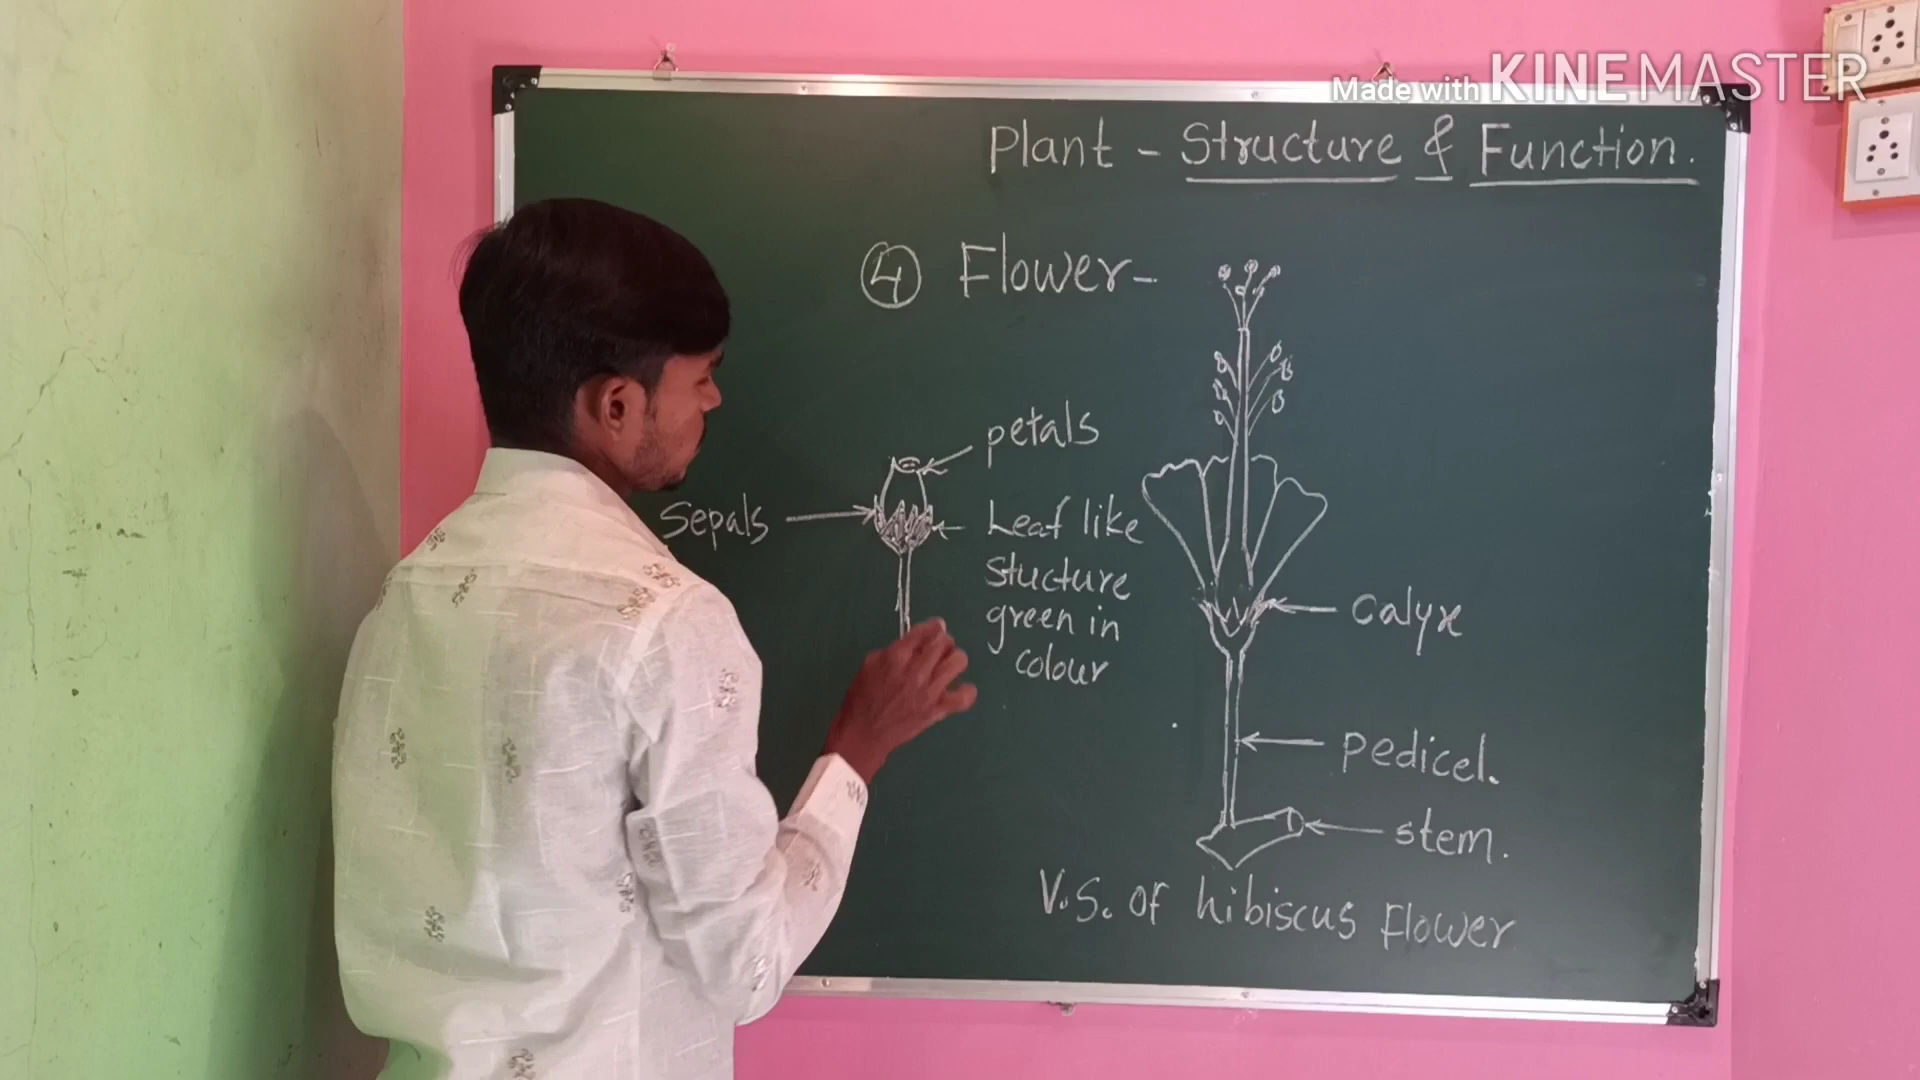 Made with KINEMASTER
Plant - Structure & Function.
4 Flower-
petals
Sepals
Leaf like
Stucture
green in
colour
Calyx
Pedicel.
stem.
V.S. of hibiscus Flower